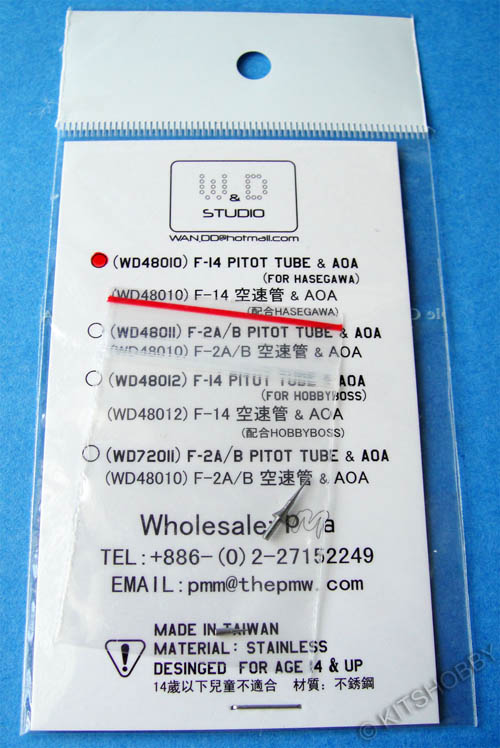 W&D
STUDIO
WAN.DD@hotmail.com
(WD48010) F-14 PITOT TUBE & AOA
(FOR HASEGAWA)
(WD48010) F-14 空速管 & AOA
(配合HASEGAWA)
(WD48011) F-2A/B PITOT TUBE & AOA
(WD48010) F-2A/B 空速管 & AOA
(WD48012) F-14 PITOT TUBE & AOA
(FOR HOBBYBOSS)
(WD48012) F-14 空速管 & AOA
(配合HOBBYBOSS)
(WD72011) F-2A/B PITOT TUBE & AOA
(WD48010) F-2A/B 空速管 & AOA
Wholesale:
TEL:+886-(0)2-27152249
EMAIL:pmm@thepmw.com
MADE IN TAIWAN
MATERIAL: STAINLESS
DESINGED FOR AGE 14 & UP
14歲以下兒童不適合 材質: 不銹鋼
© KITSHOBBY